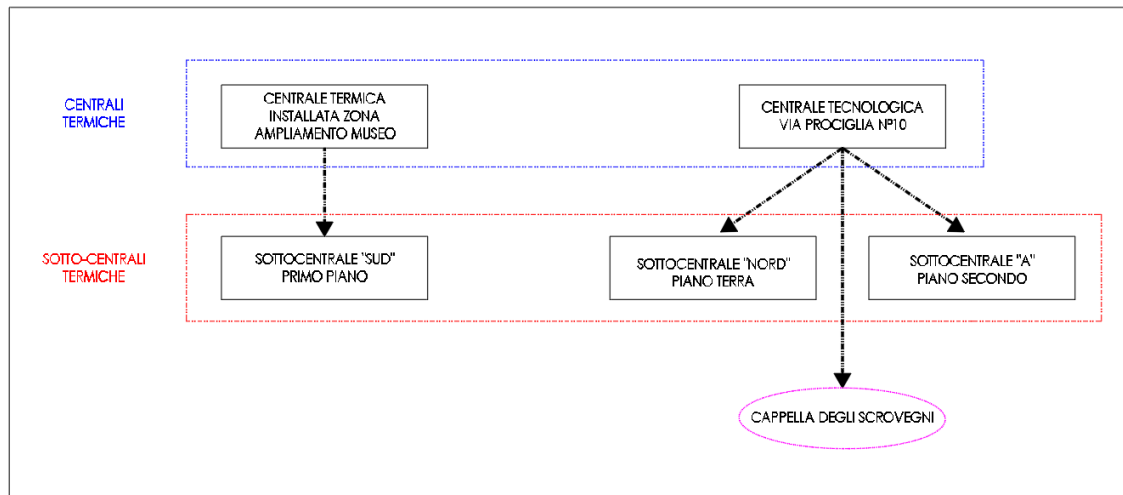 CENTRALI
TERMICHE
CENTRALE TERMICA
INSTALLATA ZONA
AMPLIAMENTO MUSEO
CENTRALE TECNOLOGICA
VIA PROCIGLIA N°10
SOTTO-CENTRALI
TERMICHE
SOTTOCENTRALE "SUD"
PRIMO PIANO
SOTTOCENTRALE "NORD"
PIANO TERRA
SOTTOCENTRALE "A"
PIANO SECONDO
CAPPELLA DEGLI SCROVEGNI